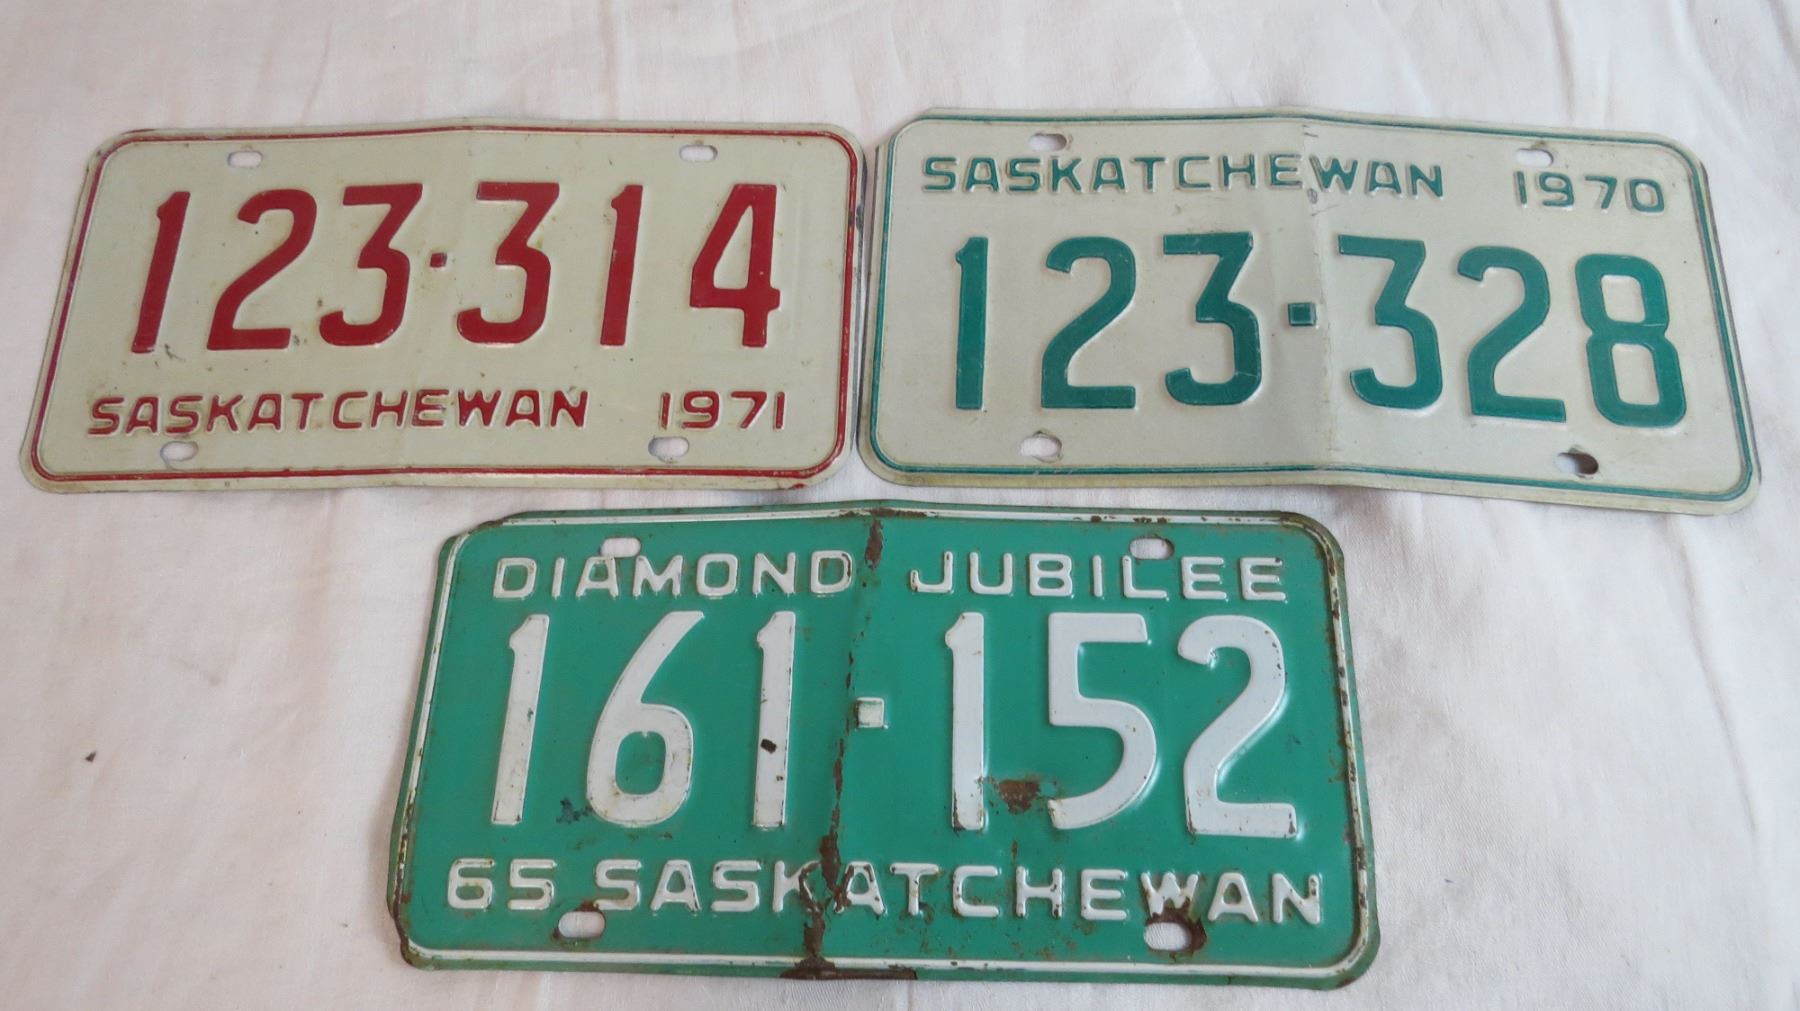 123-314
SASKATCHEWAN 1971
SASKATCHEWAN 1970
123-328
DIAMOND JUBILEE
161-152
65 SASKATCHEWAN